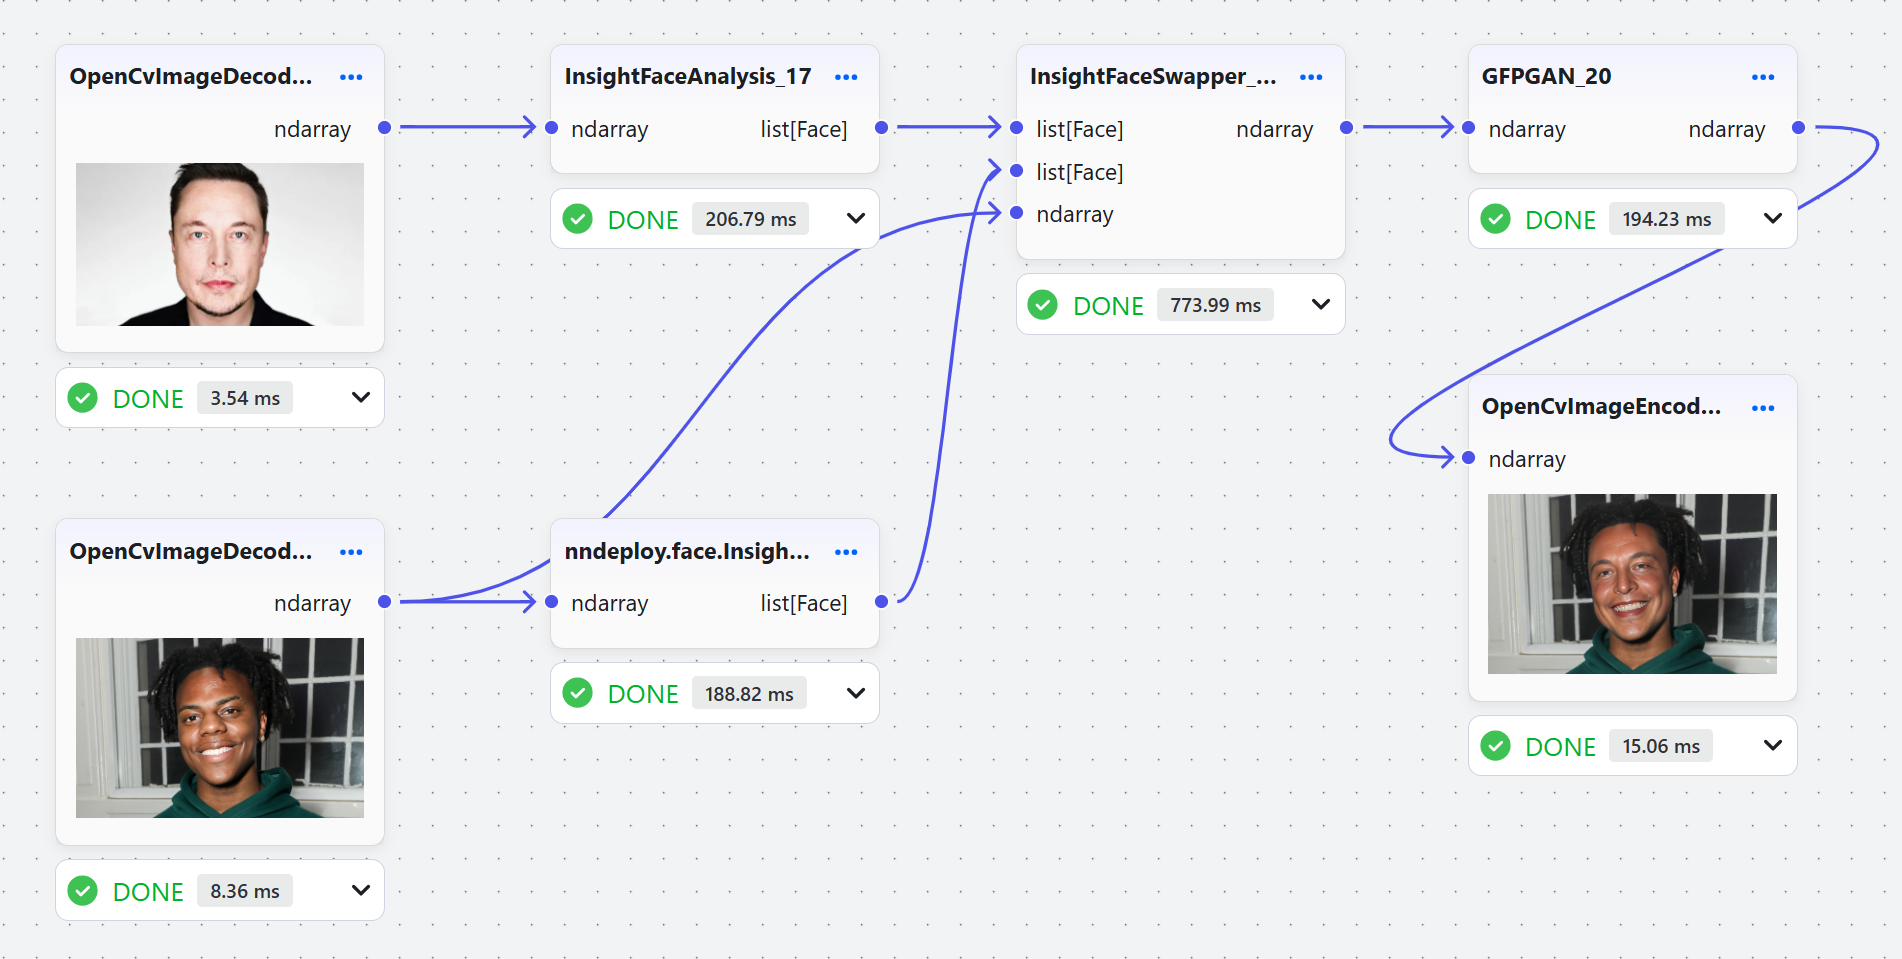 OpenCvImageDecod...
ndarray
DONE
3.54 ms
InsightFaceAnalysis_17
ndarray
list[Face]
DONE
206.79 ms
InsightFaceSwapper_...
list[Face]
ndarray
list[Face]
ndarray
DONE
773.99 ms
GFPGAN_20
ndarray
ndarray
DONE
194.23 ms
OpenCvImageDecod...
ndarray
DONE
8.36 ms
nndeploy.face.Insigh...
ndarray
list[Face]
DONE
188.82 ms
OpenCvImageEncod...
ndarray
DONE
15.06 ms